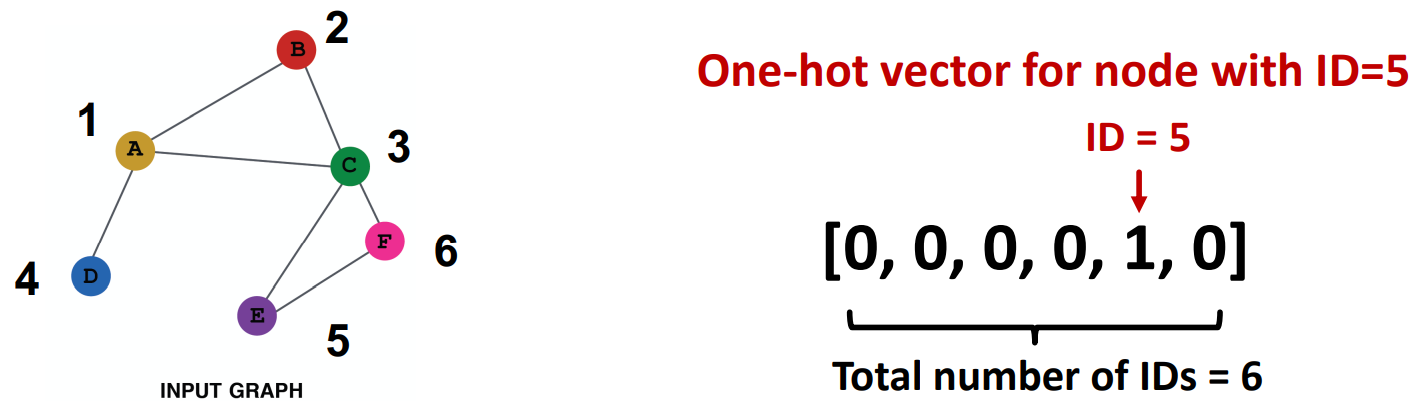 B
2
1
A
C
3
F
6
4
D
E
5
INPUT GRAPH
One-hot vector for node with ID=5
ID = 5
[0, 0, 0, 0, 1, 0]
Total number of IDs = 6